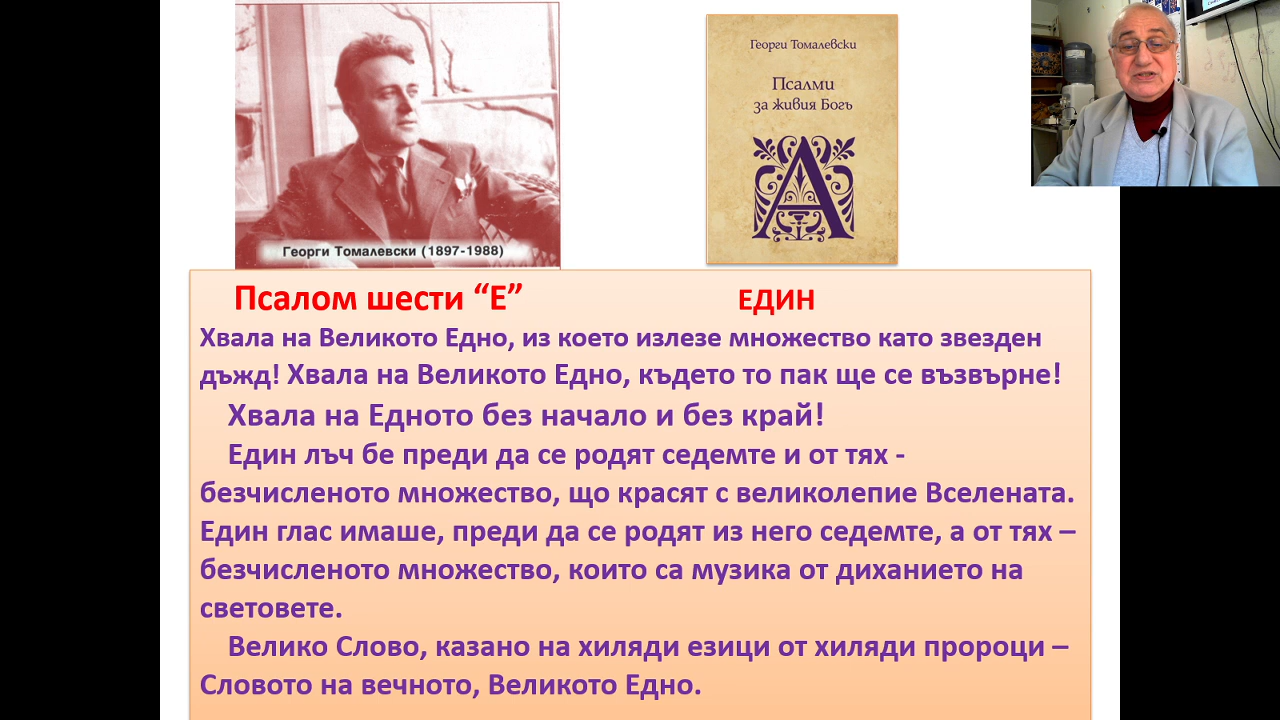 Георги Томалевски (1897-1988)
Георги Томалевски
Псалми
за живия Богъ
А
Псалом шести “Е” ЕДИН
Хвала на Великото Едно, из което излезе множество като звезден
дъжд! Хвала на Великото Едно, където то пак ще се възвърне!
Хвала на Едното без начало и без край!
Един лъч бе преди да се родят седемте и от тях -
безчисленото множество, що красят с великолепие Вселената.
Един глас имаше, преди да се родят из него седемте, а от тях –
безчисленото множество, които са музика от диханието на
световете.
Велико Слово, казано на хиляди езици от хиляди пророци –
Словото на вечното, Великото Едно.